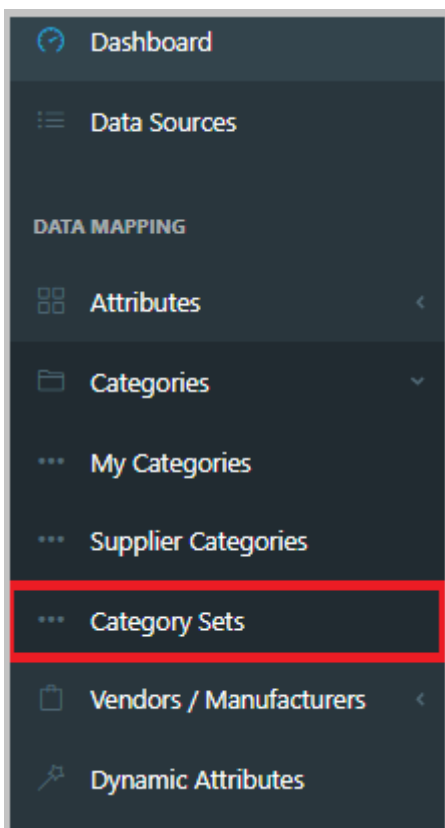 Dashboard
Data Sources
DATA MAPPING
Attributes
Categories
My Categories
Supplier Categories
Category Sets
Vendors / Manufacturers
Dynamic Attributes